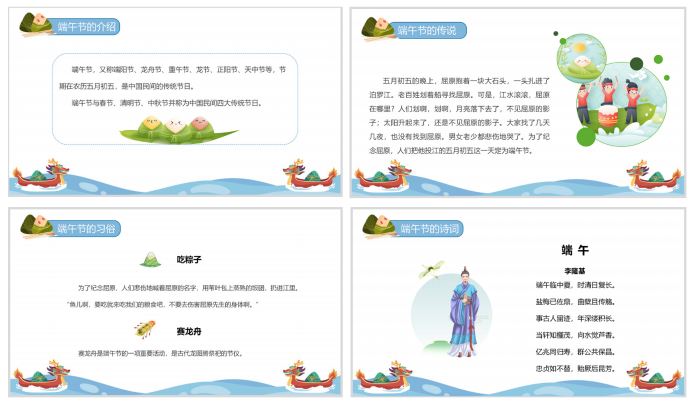 端午节的介绍
端午节，又称端阳节、龙舟节、重午节、龙节、正阳节、天中节等，节
期在农历五月初五，是中国民间的传统节日。
端午节与春节、清明节、中秋节并称为中国民间四大传统节日。
端午节的传说
五月初五的晚上，屈原抱着一块大石头，一头扎进了
汨罗江。老百姓划着船寻找屈原。可是，江水滚滚，屈原
在哪里？人们划啊，划啊，月亮落下去了，不见屈原的影
子；太阳升起来了，还是不见屈原的影子。大家找了几天
几夜，也没有找到屈原。男女老少都悲伤地哭了。为了纪
念屈原，人们把他投江的五月初五这一天定为端午节。
端午节的习俗
吃粽子
为了纪念屈原，人们悲伤地喊着屈原的名字，用苇叶包上蒸熟的饭团，扔进江里。
“鱼儿啊，要吃就来吃我们的粮食吧，不要去伤害屈原先生的身体啊。”
赛龙舟
赛龙舟是端午节的一项重要活动，是古代龙图腾祭祀的节仪。
端午节的诗词
端 午
李隆基
端午临中夏，时清日复长。
盐梅已佐鼎，曲糵且传觞。
事古人留迹，年深缕积长。
当轩知槿茂，向水觉芦香。
亿兆同归寿，群公共保昌。
忠贞如不替，贻厥后昆芳。